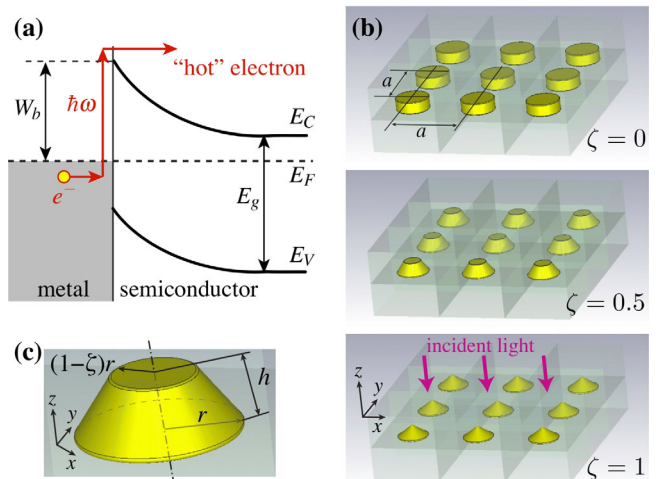 (a)
"hot" electron
W_b
ħω
E_C
E_F
e⁻
E_g
E_V
metal
semiconductor
(b)
a
a
ζ = 0
ζ = 0.5
incident light
z
y
x
ζ = 1
(c)
(1−ζ)r
h
r
z
y
x